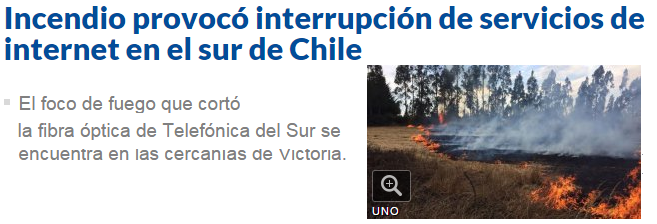 Incendio provocó interrupción de servicios de
internet en el sur de Chile
El foco de fuego que cortó
la fibra óptica de Telefónica del Sur se
encuentra en las cercanías de Victoria.
UNO